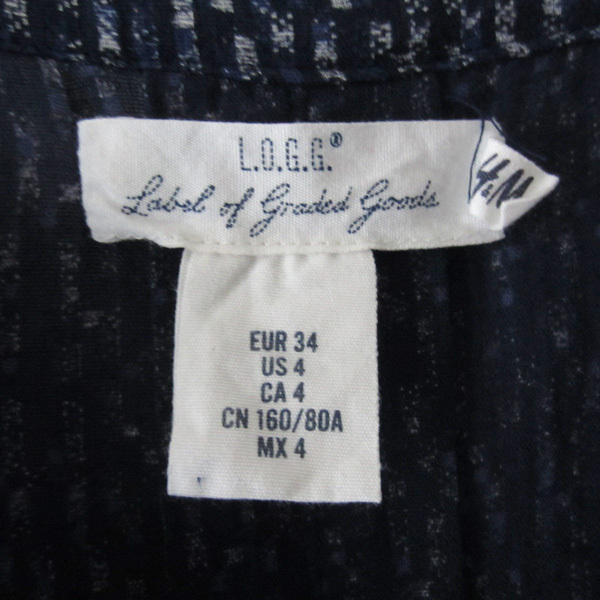 L.O.G.G.®
Label of Graded Goods
H&M
EUR 34
US 4
CA 4
CN 160/80A
MX 4